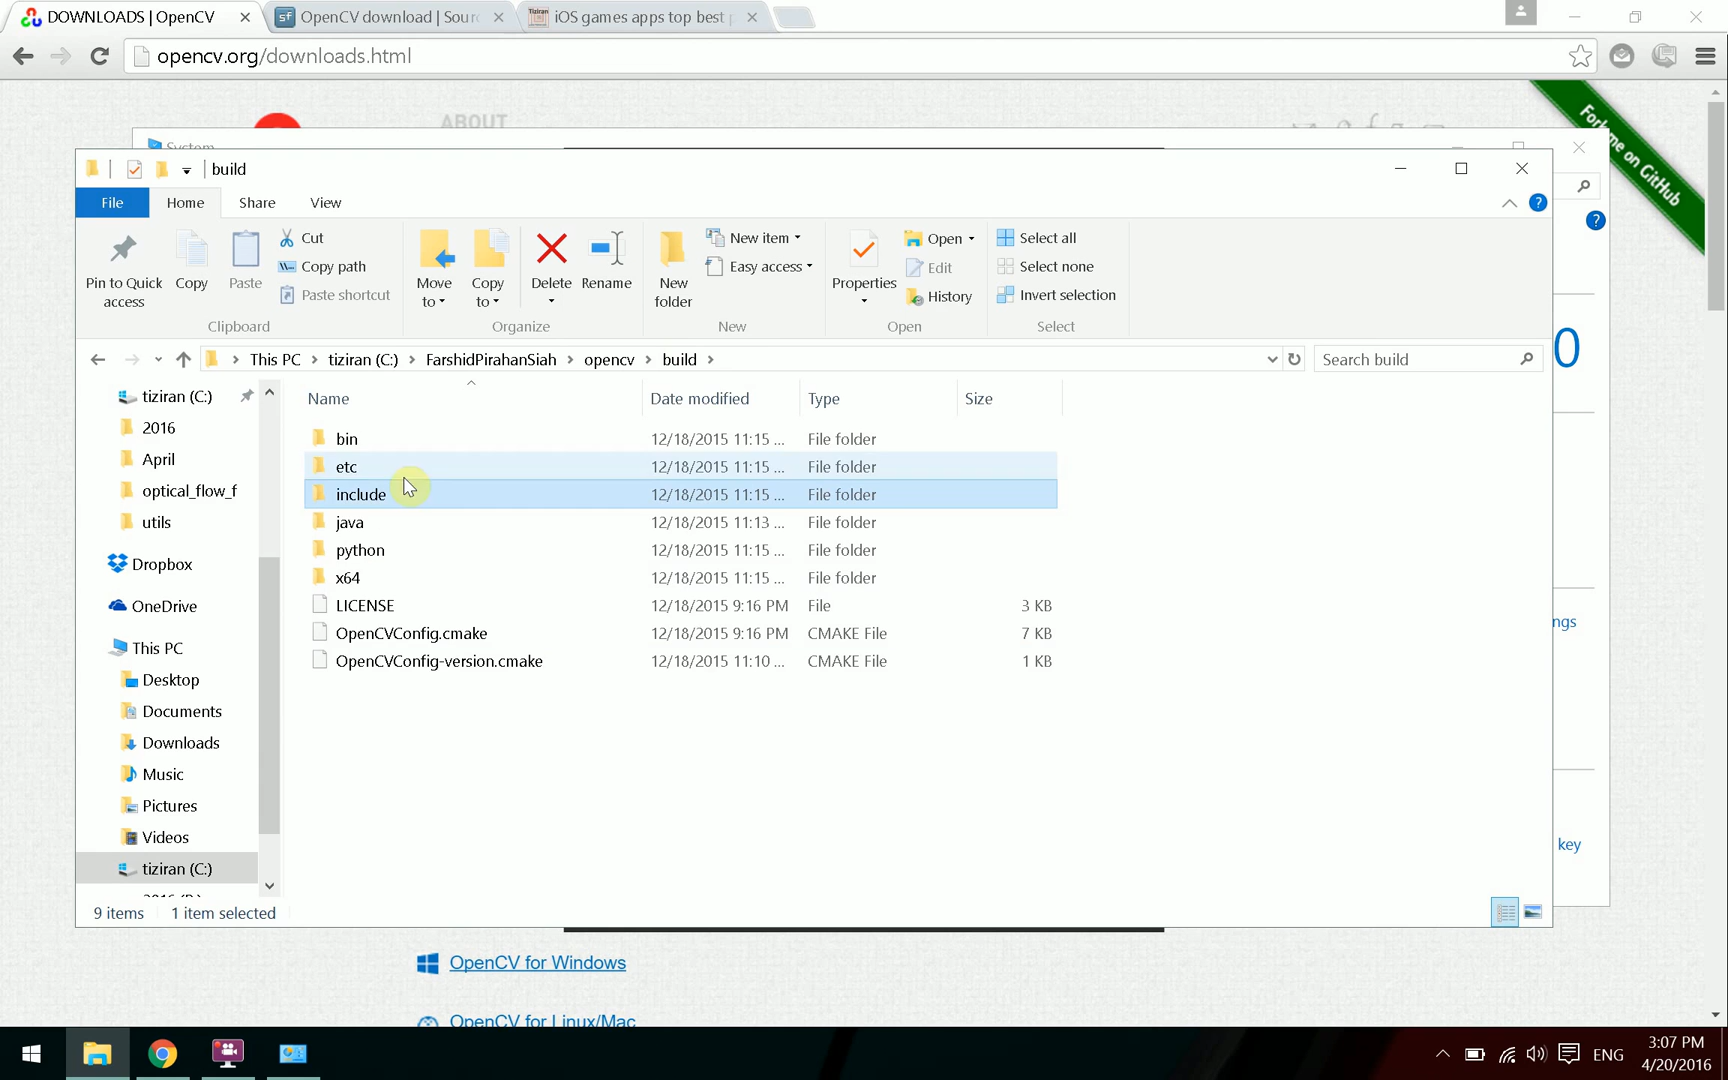 DOWNLOADS | OpenCV
OpenCV download | Sour
iOS games apps top best
opencv.org/downloads.html
ABOUT
Fork me on GitHub
System
build
File Home Share View
Pin to Quick access
Copy
Paste
Cut
Copy path
Paste shortcut
Clipboard
Move to
Copy to
Delete
Rename
Organize
New folder
New item
Easy access
New
Properties
Open
Edit
History
Open
Select all
Select none
Invert selection
Select
This PC > tiziran (C:) > FarshidPirahanSiah > opencv > build >
Search build
tiziran (C:)
2016
April
optical_flow_f
utils
Dropbox
OneDrive
This PC
Desktop
Documents
Downloads
Music
Pictures
Videos
tiziran (C:)
Name Date modified Type Size
bin 12/18/2015 11:15 ... File folder
etc 12/18/2015 11:15 ... File folder
include 12/18/2015 11:15 ... File folder
java 12/18/2015 11:13 ... File folder
python 12/18/2015 11:15 ... File folder
x64 12/18/2015 11:15 ... File folder
LICENSE 12/18/2015 9:16 PM File 3 KB
OpenCVConfig.cmake 12/18/2015 9:16 PM CMAKE File 7 KB
OpenCVConfig-version.cmake 12/18/2015 11:10 ... CMAKE File 1 KB
9 items 1 item selected
0
ngs
key
OpenCV for Windows
OpenCV for Linux/Mac
ENG
3:07 PM
4/20/2016